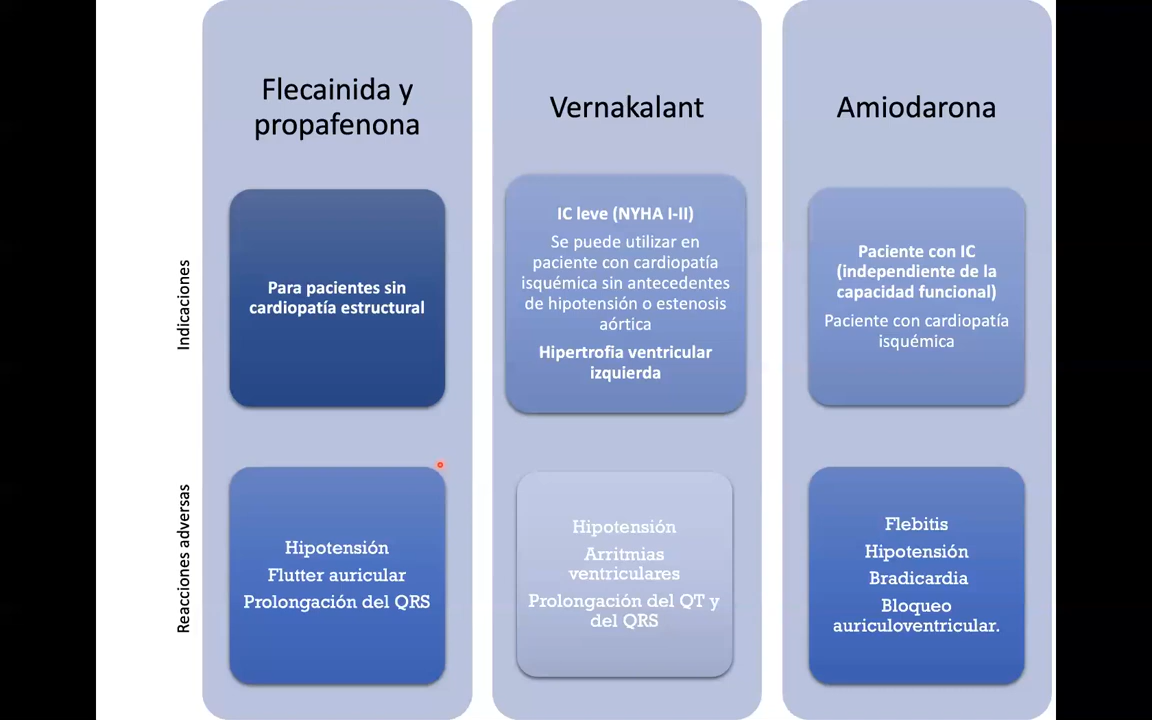 Flecainida y
propafenona
Vernakalant
Amiodarona
Indicaciones
Para pacientes sin
cardiopatía estructural
IC leve (NYHA I-II)
Se puede utilizar en
paciente con cardiopatía
isquémica sin antecedentes
de hipotensión o estenosis
aórtica
Hipertrofia ventricular
izquierda
Paciente con IC
(independiente de la
capacidad funcional)
Paciente con cardiopatía
isquémica
Reacciones adversas
Hipotensión
Flutter auricular
Prolongación del QRS
Hipotensión
Arritmias
ventriculares
Prolongación del QT y
del QRS
Flebitis
Hipotensión
Bradicardia
Bloqueo
auriculoventricular.